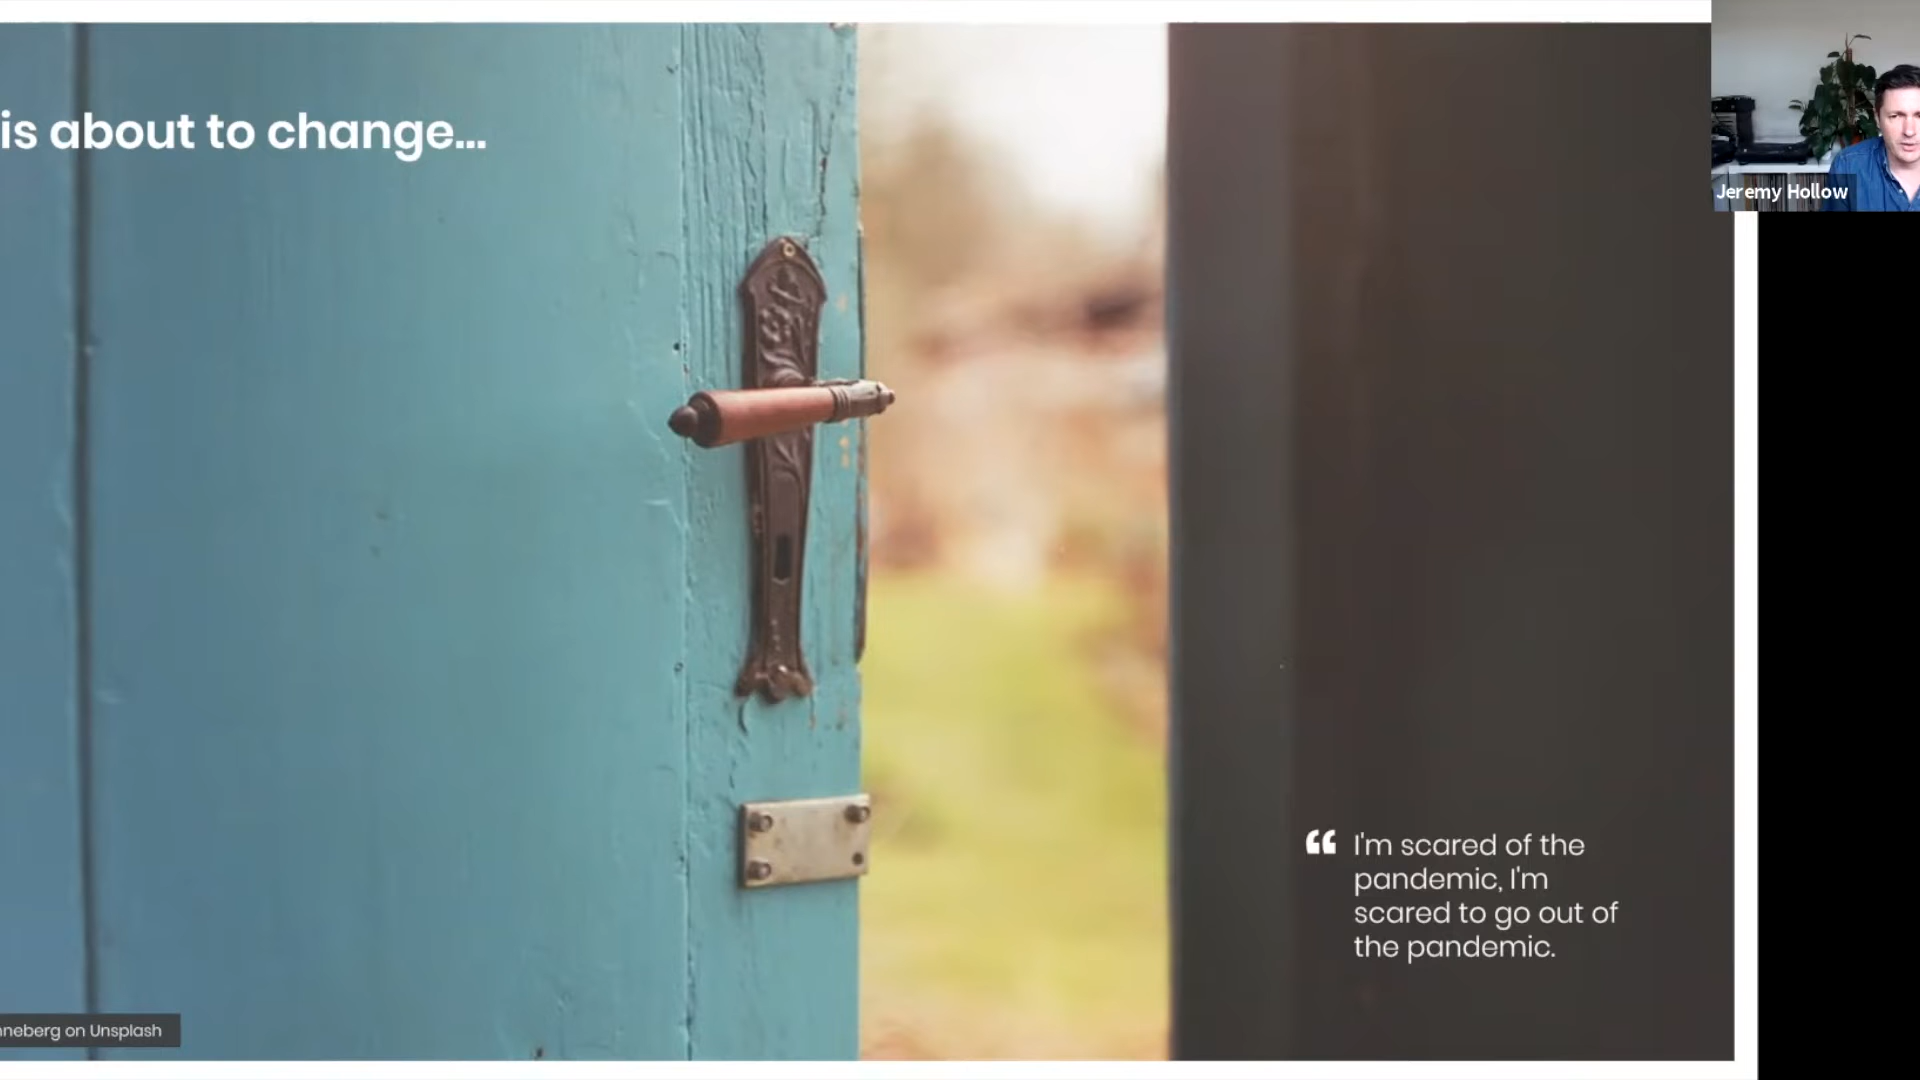 is about to change...
Jeremy Hollow
“ I'm scared of the
pandemic, I'm
scared to go out of
the pandemic.
nneberg on Unsplash